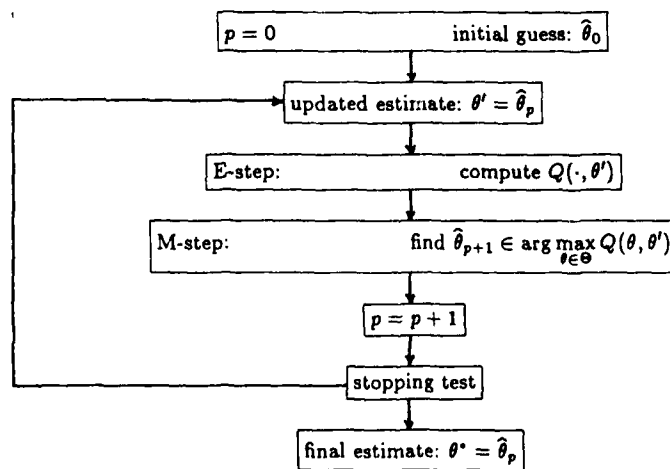 p = 0 initial guess: θ̂₀
updated estimate: θ′ = θ̂ₚ
E-step: compute Q(·, θ′)
M-step: find θ̂ₚ₊₁ ∈ arg max Q(θ, θ′)
θ∈Θ
p = p + 1
stopping test
final estimate: θ* = θ̂ₚ